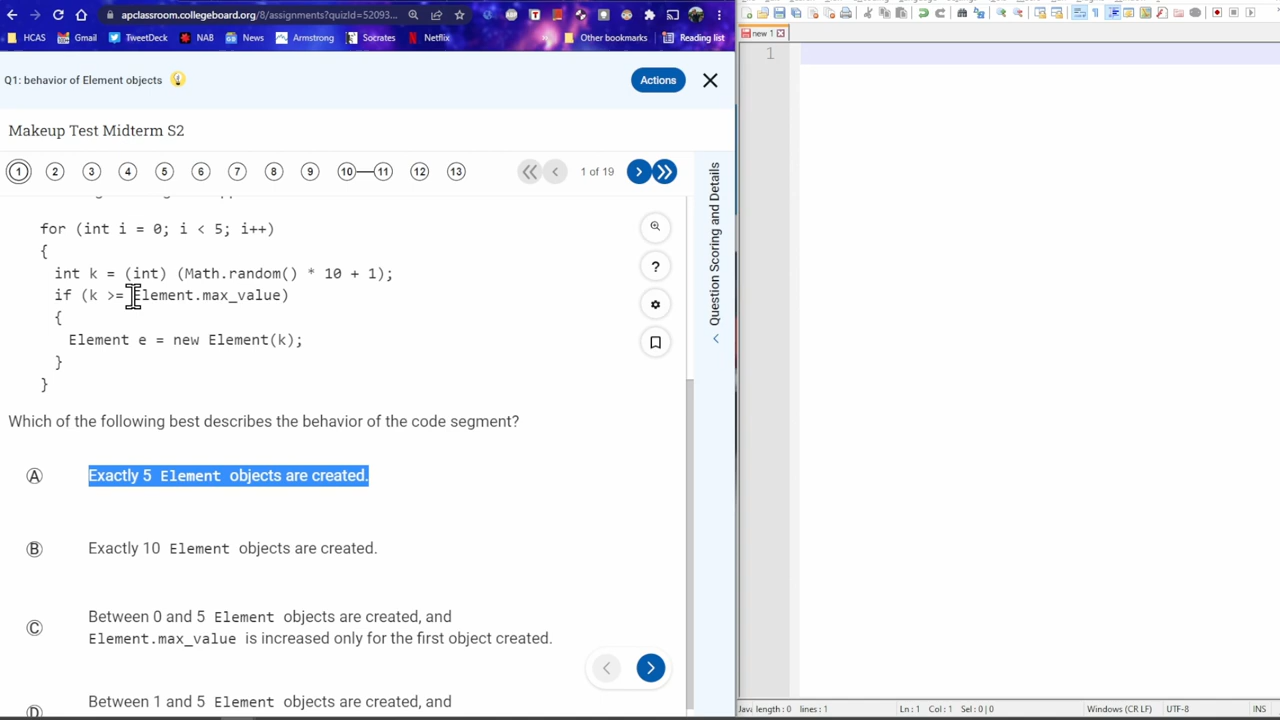 apclassroom.collegeboard.org/8/assignments?quizId=52093...
HCAS Gmail TweetDeck NAB News Armstrong Socrates Netflix » Other bookmarks Reading list
Q1: behavior of Element objects
Actions
Makeup Test Midterm S2
1 2 3 4 5 6 7 8 9 10 11 12 13 1 of 19
for (int i = 0; i < 5; i++)
{
int k = (int) (Math.random() * 10 + 1);
if (k >= Element.max_value)
{
Element e = new Element(k);
}
}
Which of the following best describes the behavior of the code segment?
A Exactly 5 Element objects are created.
B Exactly 10 Element objects are created.
C Between 0 and 5 Element objects are created, and
Element.max_value is increased only for the first object created.
D Between 1 and 5 Element objects are created, and
?
Question Scoring and Details
new 1
1
Java length : 0 lines : 1 Ln : 1 Col : 1 Sel : 0 | 0 Windows (CR LF) UTF-8 INS